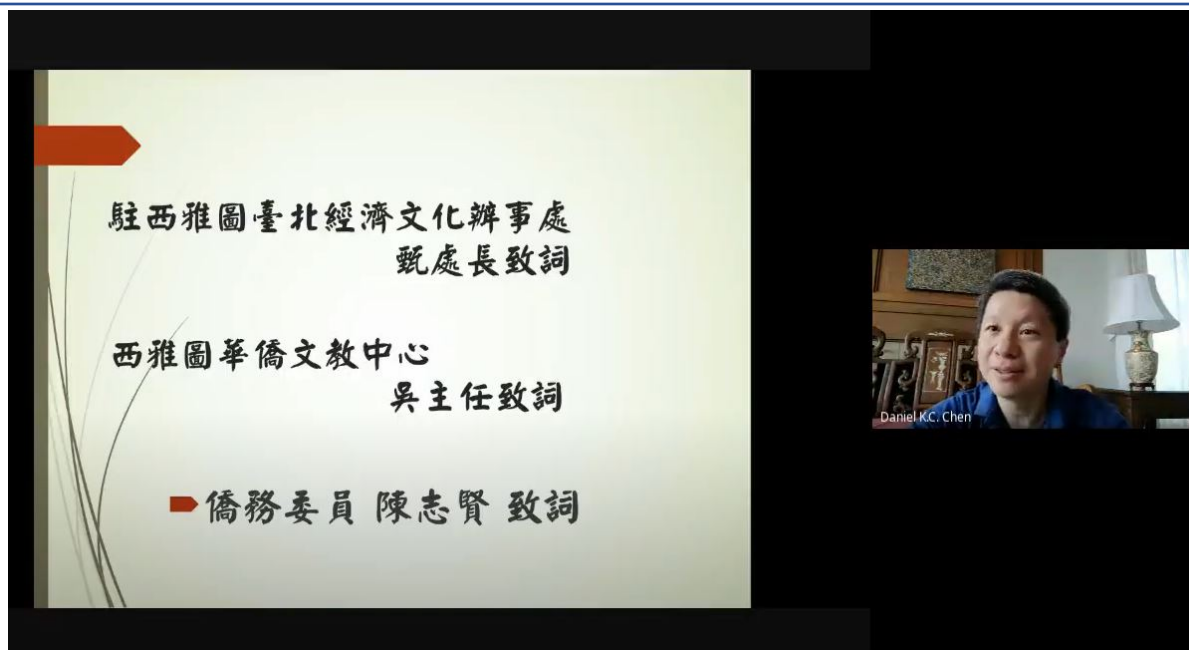 駐西雅圖臺北經濟文化辦事處
甄處長致詞
西雅圖華僑文教中心
吳主任致詞
僑務委員 陳志賢 致詞
Daniel K.C. Chen